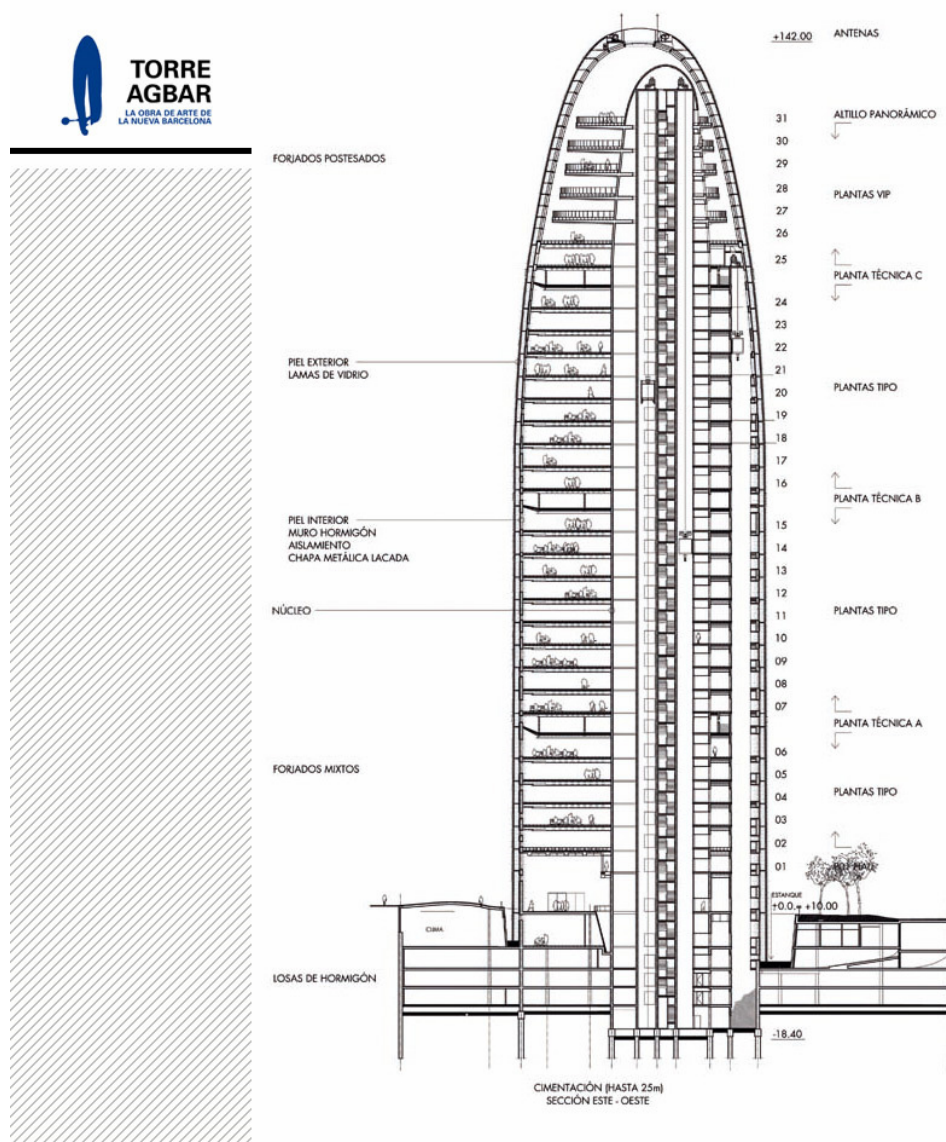 TORRE
AGBAR
LA OBRA DE ARTE DE
LA NUEVA BARCELONA
+142.00
ANTENAS
31
ALTILLO PANORÁMICO
30
FORJADOS POSTESADOS
29
28
PLANTAS VIP
27
26
25
PLANTA TÉCNICA C
24
23
22
PIEL EXTERIOR
LAMAS DE VIDRIO
21
20
PLANTAS TIPO
19
18
17
16
PLANTA TÉCNICA B
PIEL INTERIOR
MURO HORMIGÓN
AISLAMIENTO
CHAPA METÁLICA LACADA
15
14
13
12
NÚCLEO
11
PLANTAS TIPO
10
09
08
07
PLANTA TÉCNICA A
06
FORJADOS MIXTOS
05
04
PLANTAS TIPO
03
02
01
ESTANQUE
+0.0.= +10.00
CLIMA
LOSAS DE HORMIGÓN
-18.40
CIMENTACIÓN (HASTA 25m)
SECCIÓN ESTE - OESTE